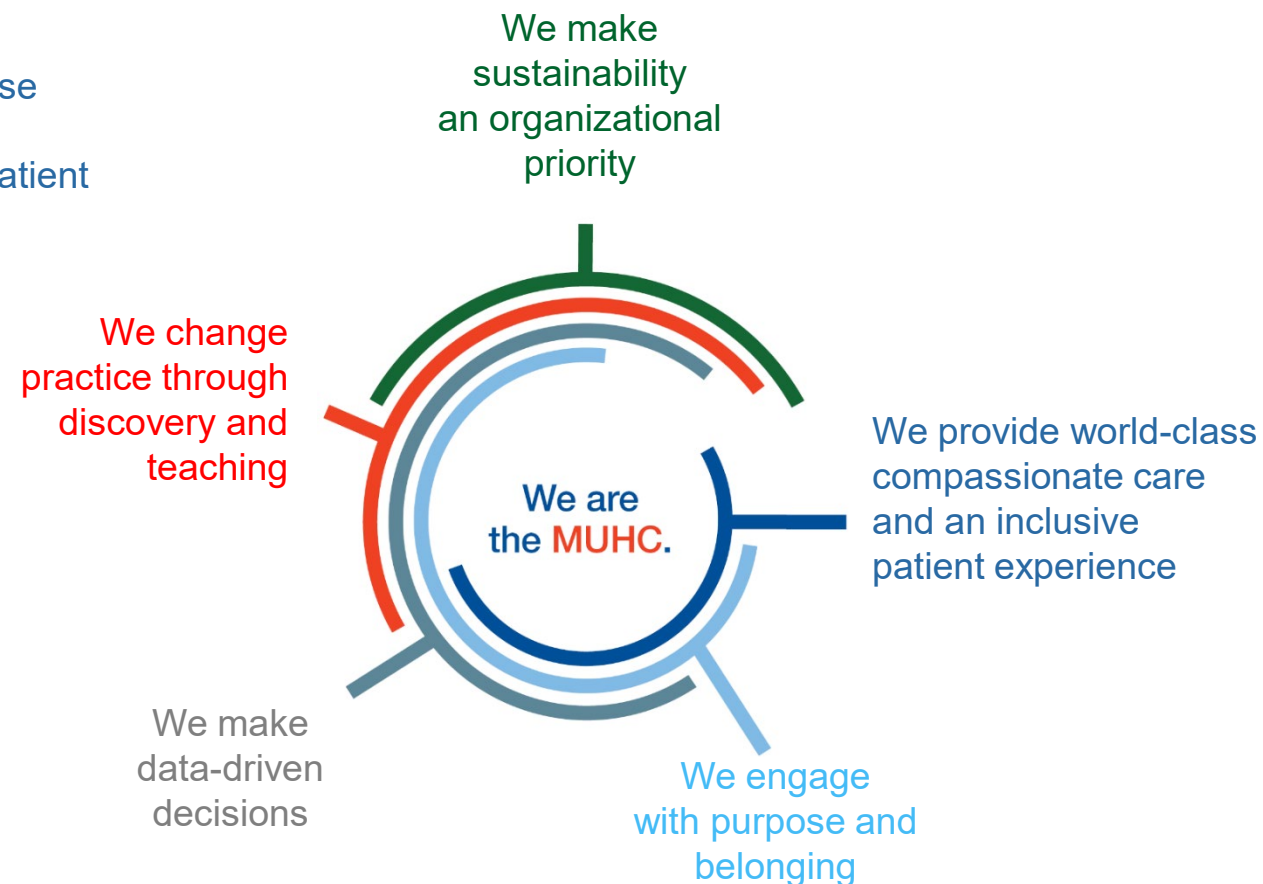 We make
sustainability
an organizational
priority
se
atient
We change
practice through
discovery and
teaching
We are
the MUHC.
We provide world-class
compassionate care
and an inclusive
patient experience
We make
data-driven
decisions
We engage
with purpose and
belonging